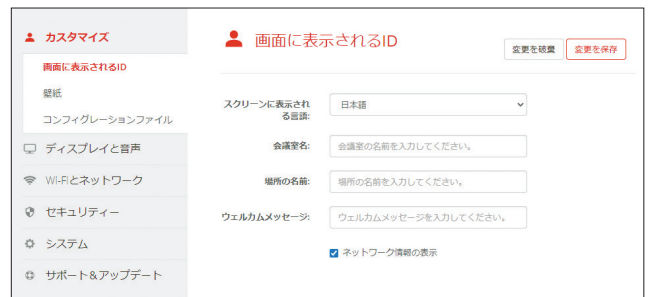 カスタマイズ
画面に表示されるID
壁紙
コンフィグレーションファイル
ディスプレイと音声
Wi-Fiとネットワーク
セキュリティー
システム
サポート&アップデート
画面に表示されるID
変更を破棄
変更を保存
スクリーンに表示され
る言語:
日本語
会議室名:
会議室の名前を入力してください。
場所の名前:
場所の名前を入力してください。
ウェルカムメッセージ:
ウェルカムメッセージを入力してください。
ネットワーク情報の表示